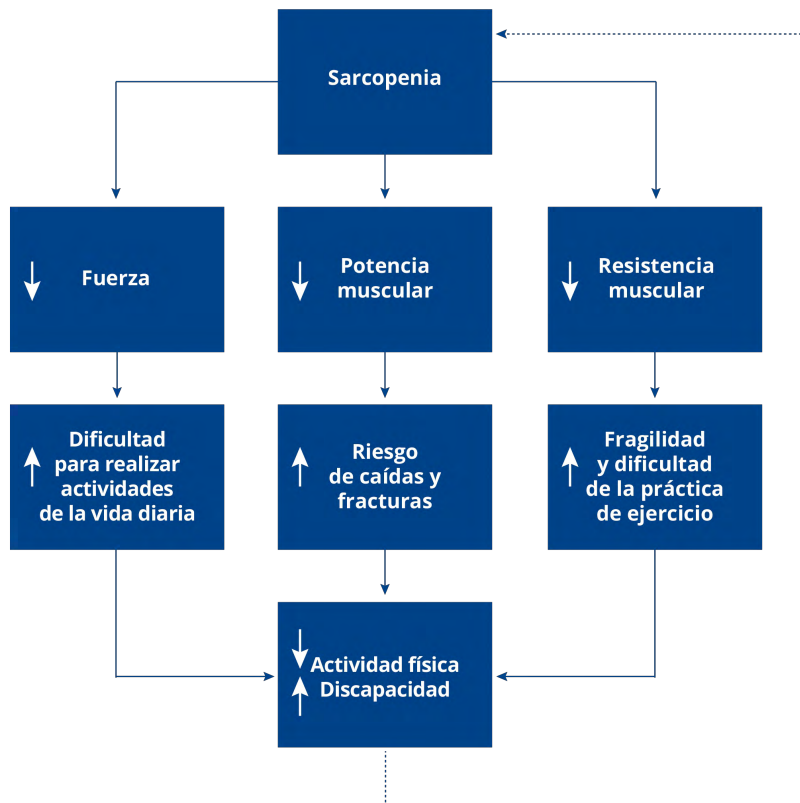 Sarcopenia
Fuerza
Potencia
muscular
Resistencia
muscular
Dificultad
para realizar
actividades
de la vida diaria
Riesgo
de caídas y
fracturas
Fragilidad
y dificultad
de la práctica
de ejercicio
Actividad física
Discapacidad